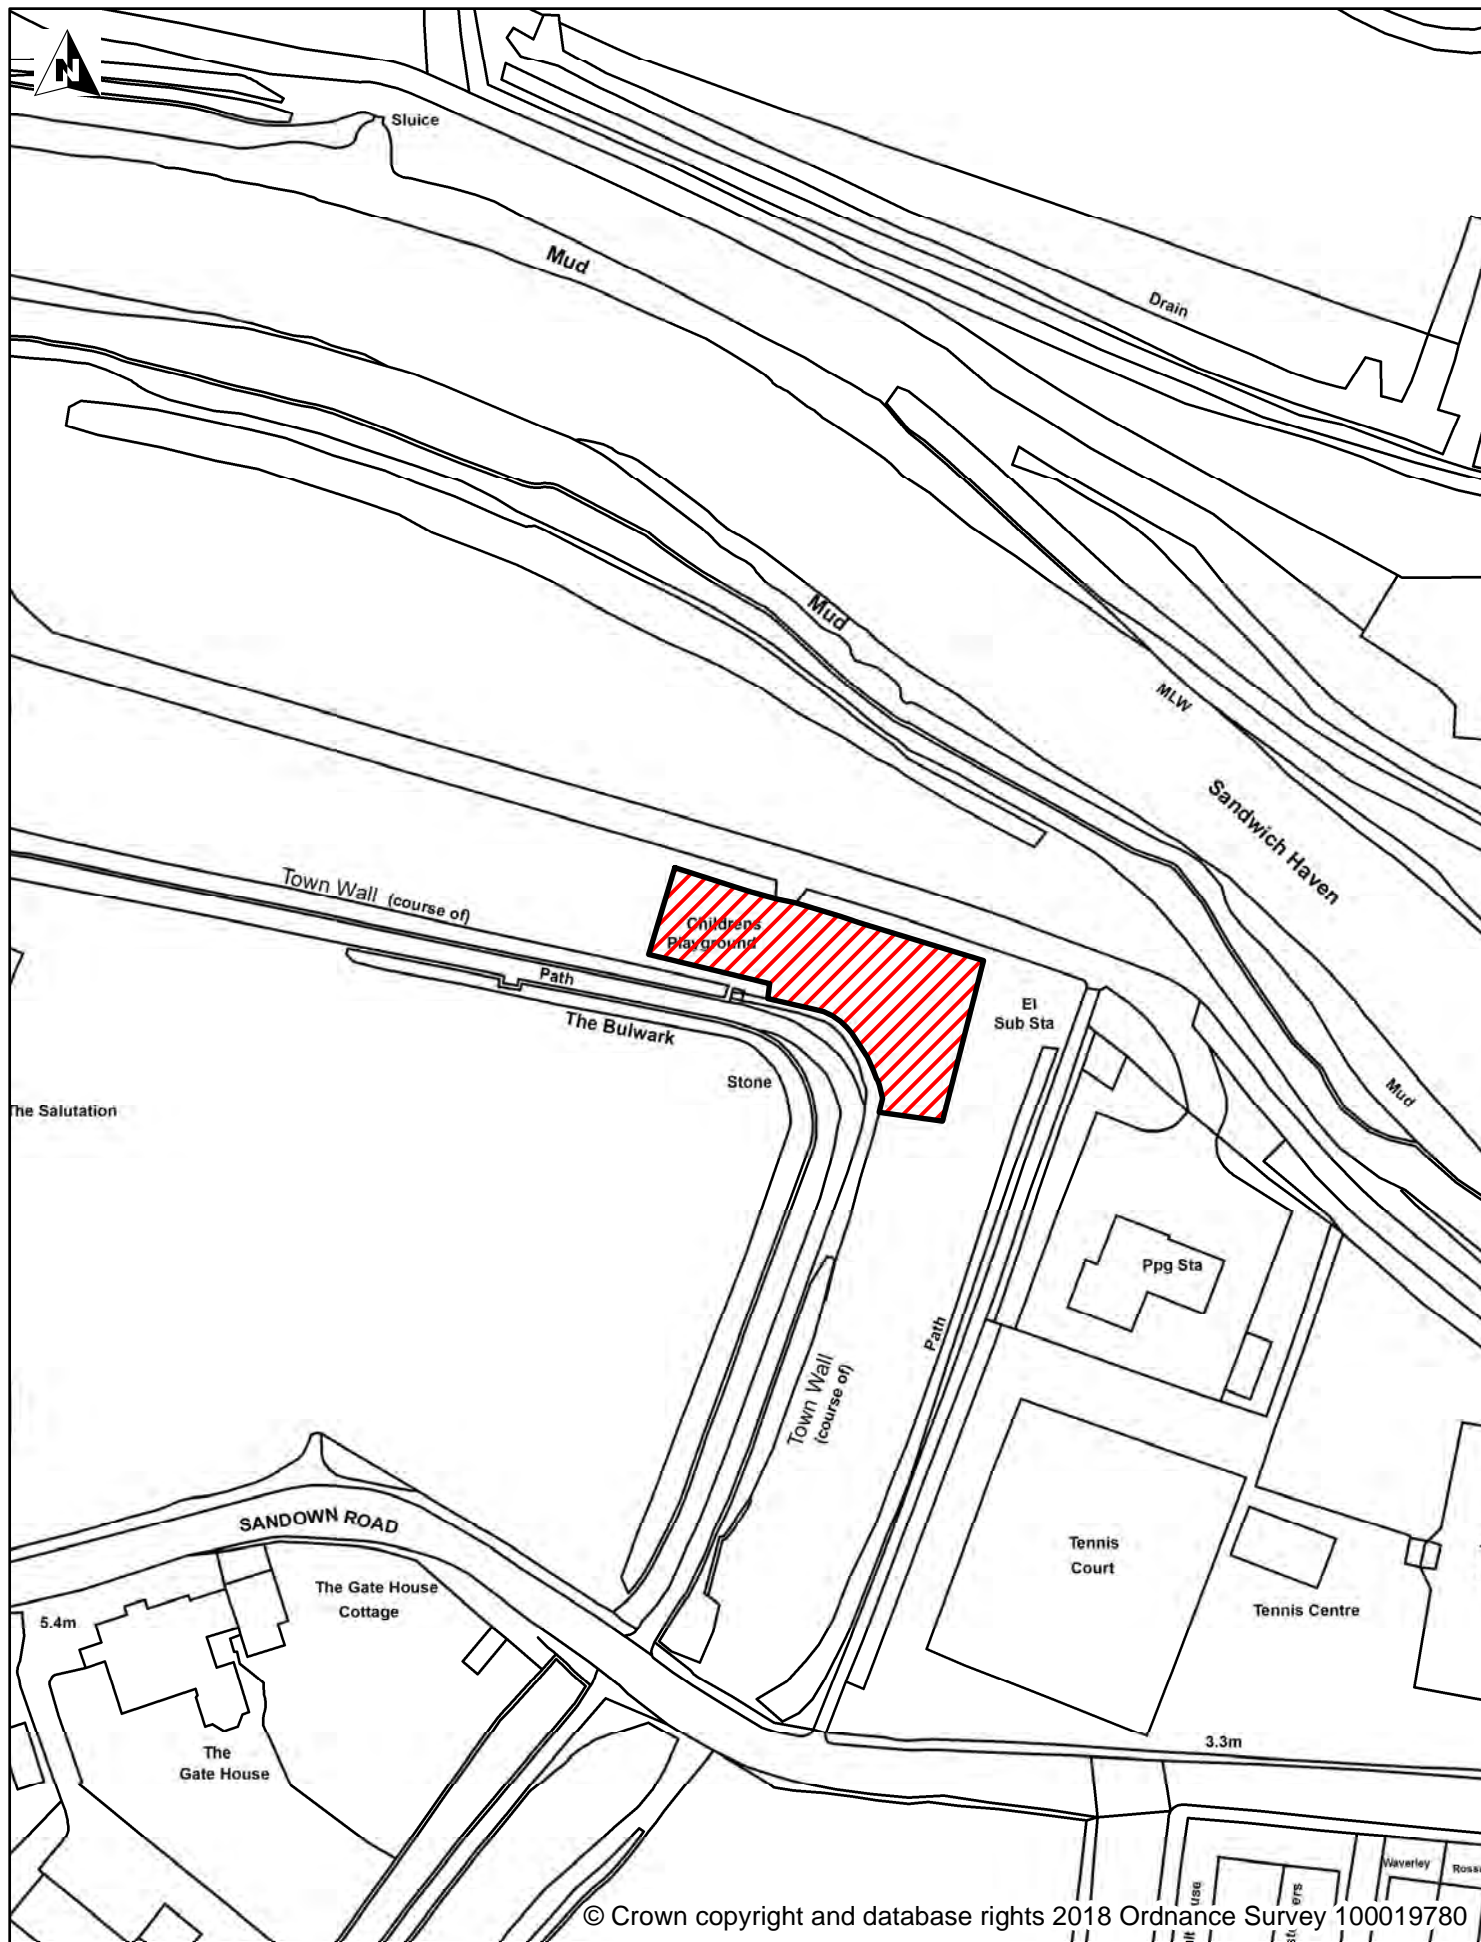 N
Sluice
Mud
Drain
Mud
MLW
Sandwich Haven
Town Wall (course of)
Childrens
Playground
Path
The Bulwark
El
Sub Sta
Stone
Mud
The Salutation
Ppg Sta
Path
Town Wall
(course of)
SANDOWN ROAD
Tennis
Court
The Gate House
Cottage
Tennis Centre
5.4m
The
Gate House
3.3m
Waverley
© Crown copyright and database rights 2018 Ordnance Survey 100019780